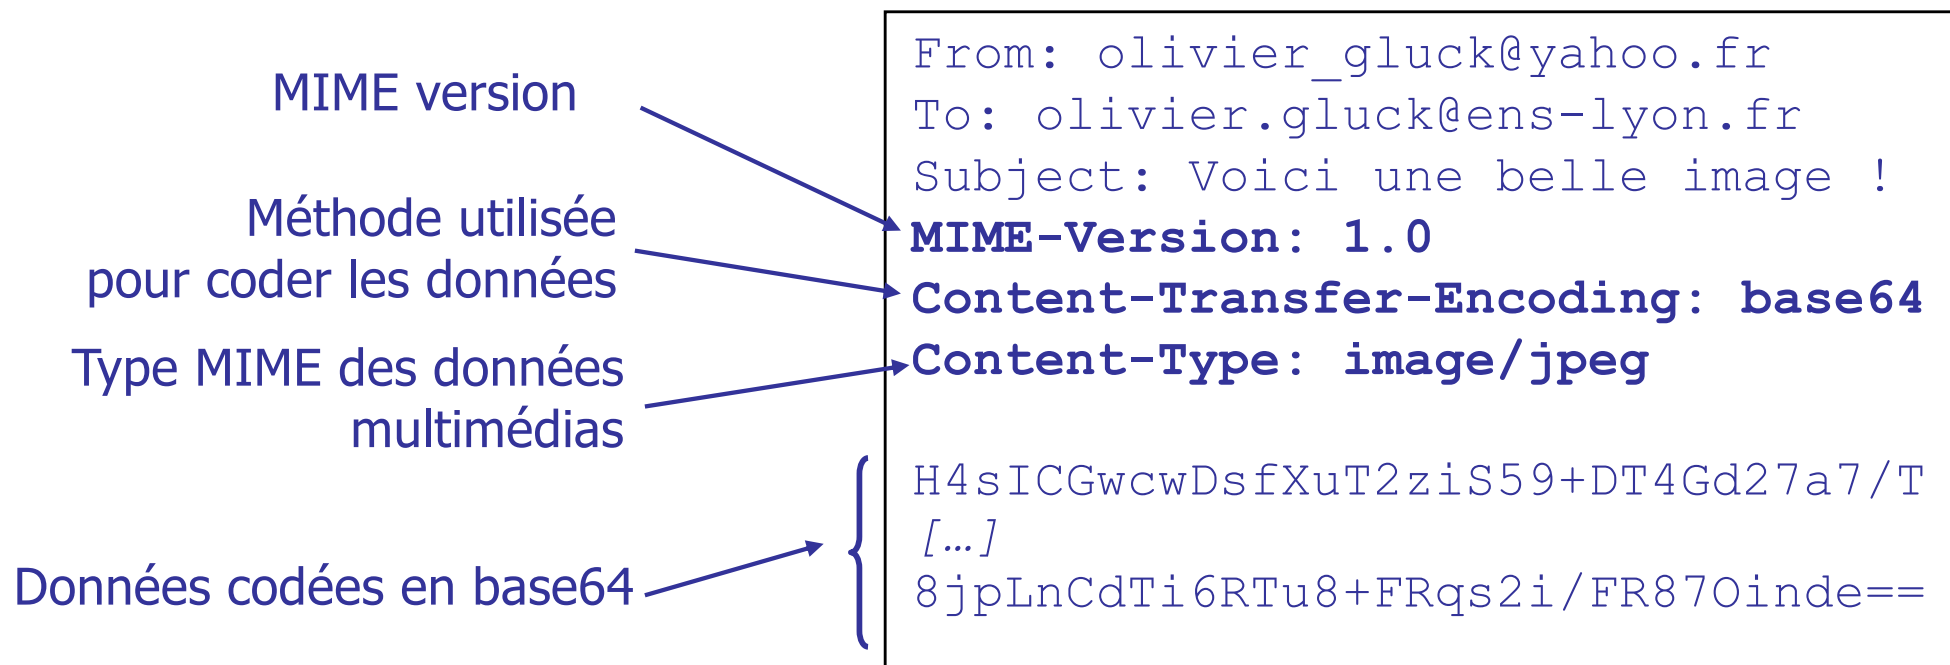 MIME version
Méthode utilisée
pour coder les données
Type MIME des données
multimédias
Données codées en base64
From: olivier_gluck@yahoo.fr
To: olivier.gluck@ens-lyon.fr
Subject: Voici une belle image !
MIME-Version: 1.0
Content-Transfer-Encoding: base64
Content-Type: image/jpeg
H4sICGwcwDsfXuT2ziS59+DT4Gd27a7/T
[…]
8jpLnCdTi6RTu8+FRqs2i/FR87Oinde==